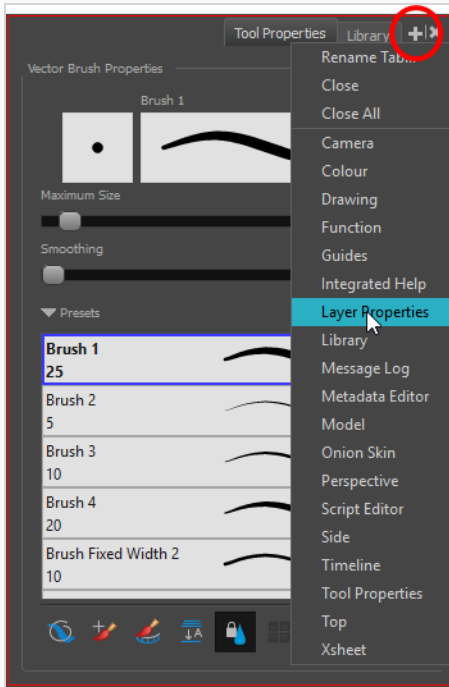 Tool Properties
Library
Rename Tab...
Vector Brush Properties
Close
Brush 1
Close All
Camera
Colour
Maximum Size
Drawing
Function
Smoothing
Guides
Integrated Help
Presets
Layer Properties
Brush 1
25
Library
Message Log
Brush 2
5
Metadata Editor
Model
Brush 3
10
Onion Skin
Perspective
Brush 4
20
Script Editor
Side
Brush Fixed Width 2
10
Timeline
Tool Properties
Top
Xsheet